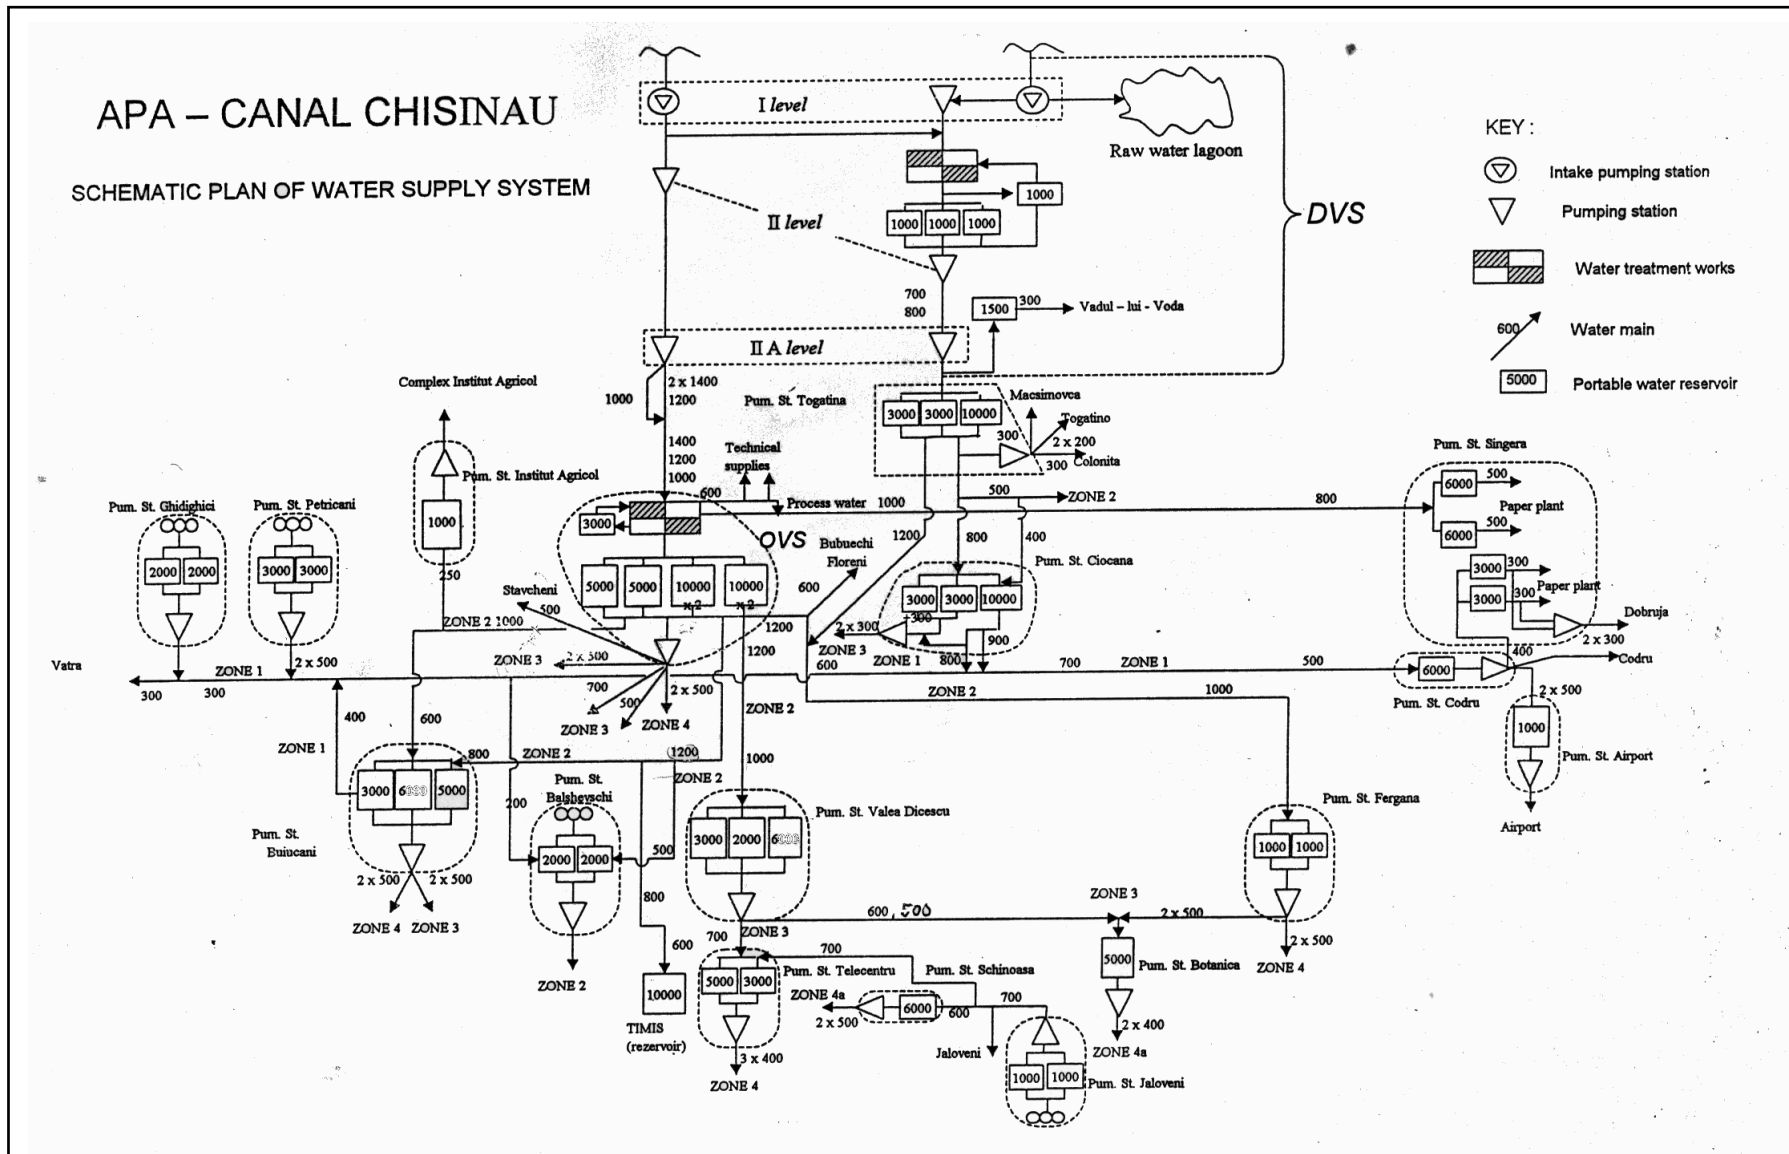 APA – CANAL CHISINAU
SCHEMATIC PLAN OF WATER SUPPLY SYSTEM
I level
Raw water lagoon
1000
1000 1000 1000
II level
DVS
700
800
1500
300
Vadul – lui - Voda
II A level
KEY :
Intake pumping station
Pumping station
Water treatment works
600
Water main
5000
Portable water reservoir
Complex Institut Agricol
1000
2 x 1400
1200
Pum. St. Togatina
3000 3000 10000
Macsimovca
Togatino
300
2 x 200
300
Colonita
1400
1200
1000
Technical
supplies
600
Process water
1000
500
ZONE 2
800
Pum. St. Singera
6000
500
Paper plant
6000
500
3000
300
Paper plant
3000
300
Dobruja
2 x 300
Pum. St. Institut Agricol
1000
250
Pum. St. Ghidighici
2000 2000
Pum. St. Petricani
3000 3000
3000
OVS
5000 5000 10000 10000
x 2 x 2
Bubuechi
Floreni
600
1200
800
400
Pum. St. Ciocana
3000 3000 10000
300
2 x 300
ZONE 3
ZONE 1
800
900
Stavcheni
500
ZONE 2 1000
1200
1200
ZONE 3
2 x 500
700
500
ZONE 3
2 x 500
ZONE 4
ZONE 2
600
700
ZONE 1
500
6000
400
Codru
Pum. St. Codru
2 x 500
1000
Pum. St. Airport
Airport
Vatra
300
300
ZONE 1
2 x 500
400
ZONE 1
600
800
ZONE 2
1200
ZONE 2
1000
ZONE 2
1000
3000 6000 5000
Pum. St.
Buiucani
2 x 500 2 x 500
ZONE 4 ZONE 3
200
Pum. St.
Balshevschi
2000 2000
500
ZONE 2
800
600
10000
TIMIS
(rezervoir)
Pum. St. Valea Dicescu
3000 2000 6000
600, 500
ZONE 3
700
ZONE 3
2 x 500
Pum. St. Fergana
1000 1000
2 x 500
ZONE 4
5000
Pum. St. Botanica
2 x 400
ZONE 4a
700
Pum. St. Telecentru
5000 3000
3 x 400
ZONE 4
Pum. St. Schinoasa
ZONE 4a
2 x 500
6000
600
700
Jaloveni
1000 1000
Pum. St. Jaloveni